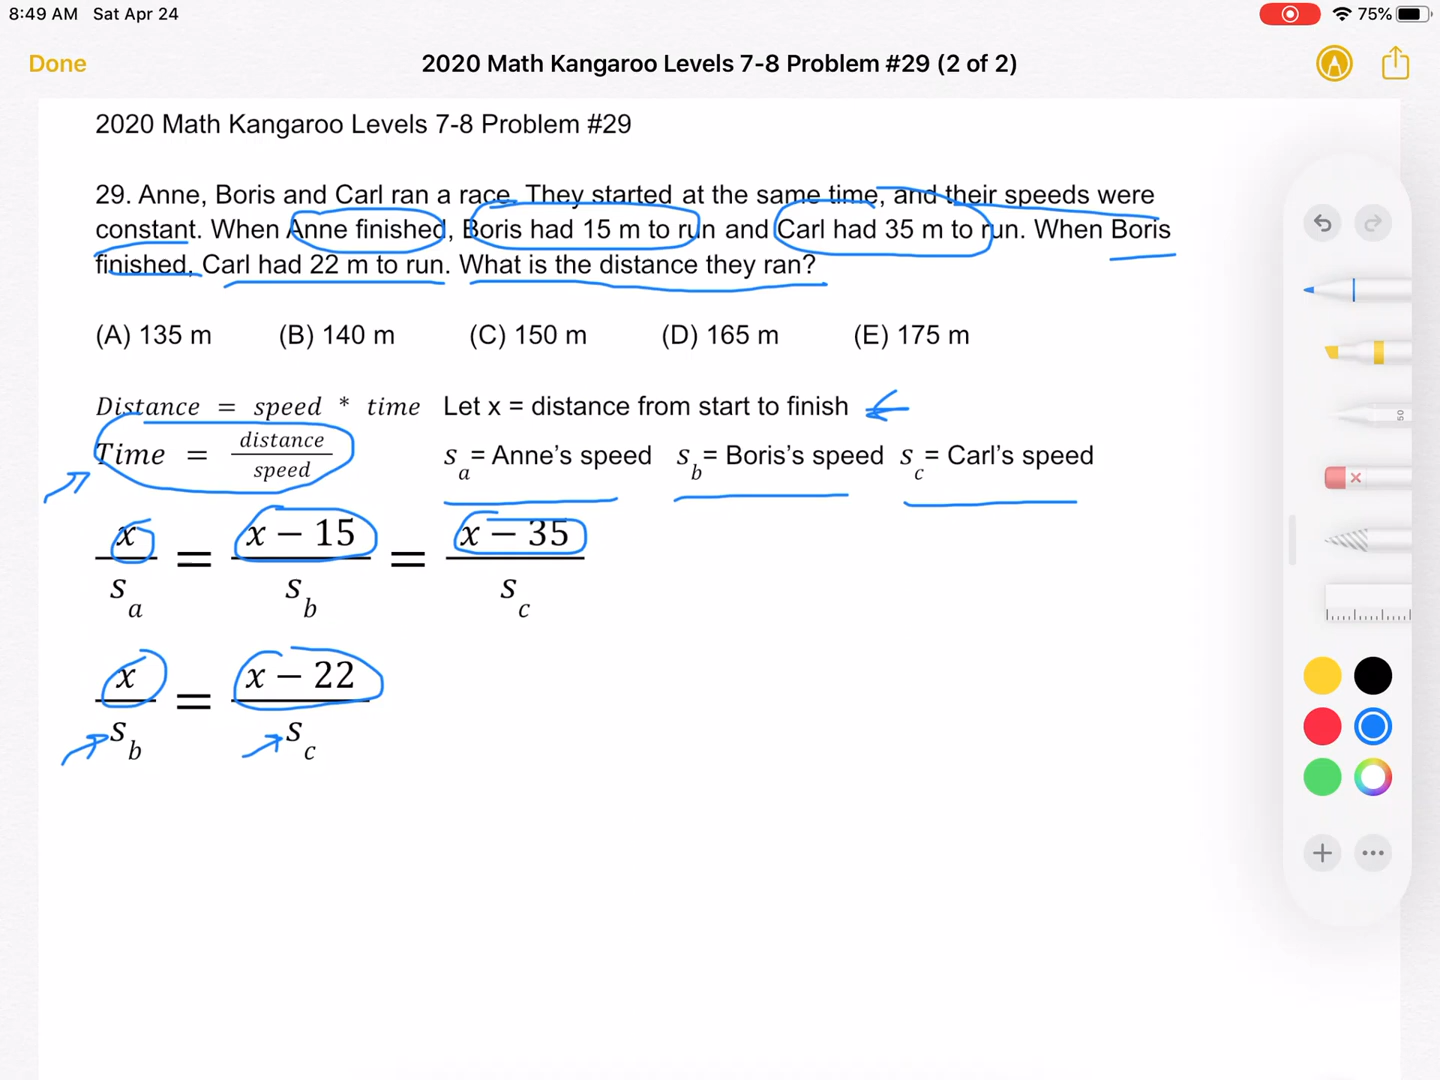 8:49 AM Sat Apr 24 75%
Done 2020 Math Kangaroo Levels 7-8 Problem #29 (2 of 2)
2020 Math Kangaroo Levels 7-8 Problem #29
29. Anne, Boris and Carl ran a race. They started at the same time, and their speeds were
constant. When Anne finished, Boris had 15 m to run and Carl had 35 m to run. When Boris
finished, Carl had 22 m to run. What is the distance they ran?
(A) 135 m (B) 140 m (C) 150 m (D) 165 m (E) 175 m
Distance = speed * time Let x = distance from start to finish
Time = distance/speed s_a = Anne's speed s_b = Boris's speed s_c = Carl's speed
x/s_a = x − 15/s_b = x − 35/s_c
x/s_b = x − 22/s_c
50